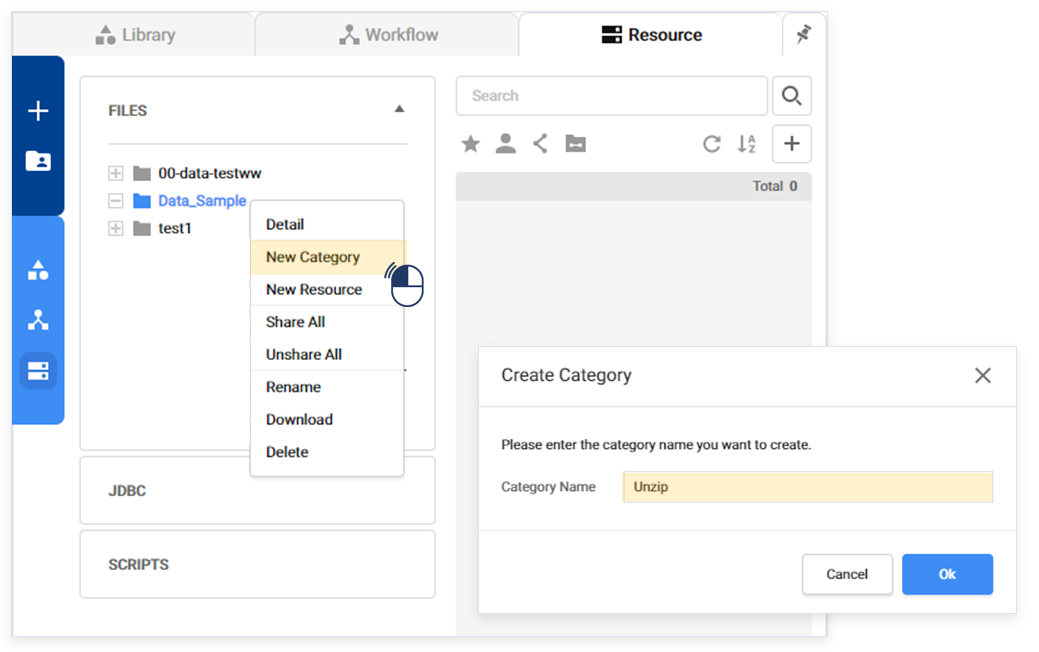 Library
Workflow
Resource
FILES
00-data-testww
Data_Sample
test1
Detail
New Category
New Resource
Share All
Unshare All
Rename
Download
Delete
JDBC
SCRIPTS
Search
A
Z
Total 0
Create Category
Please enter the category name you want to create.
Category Name Unzip
Cancel Ok